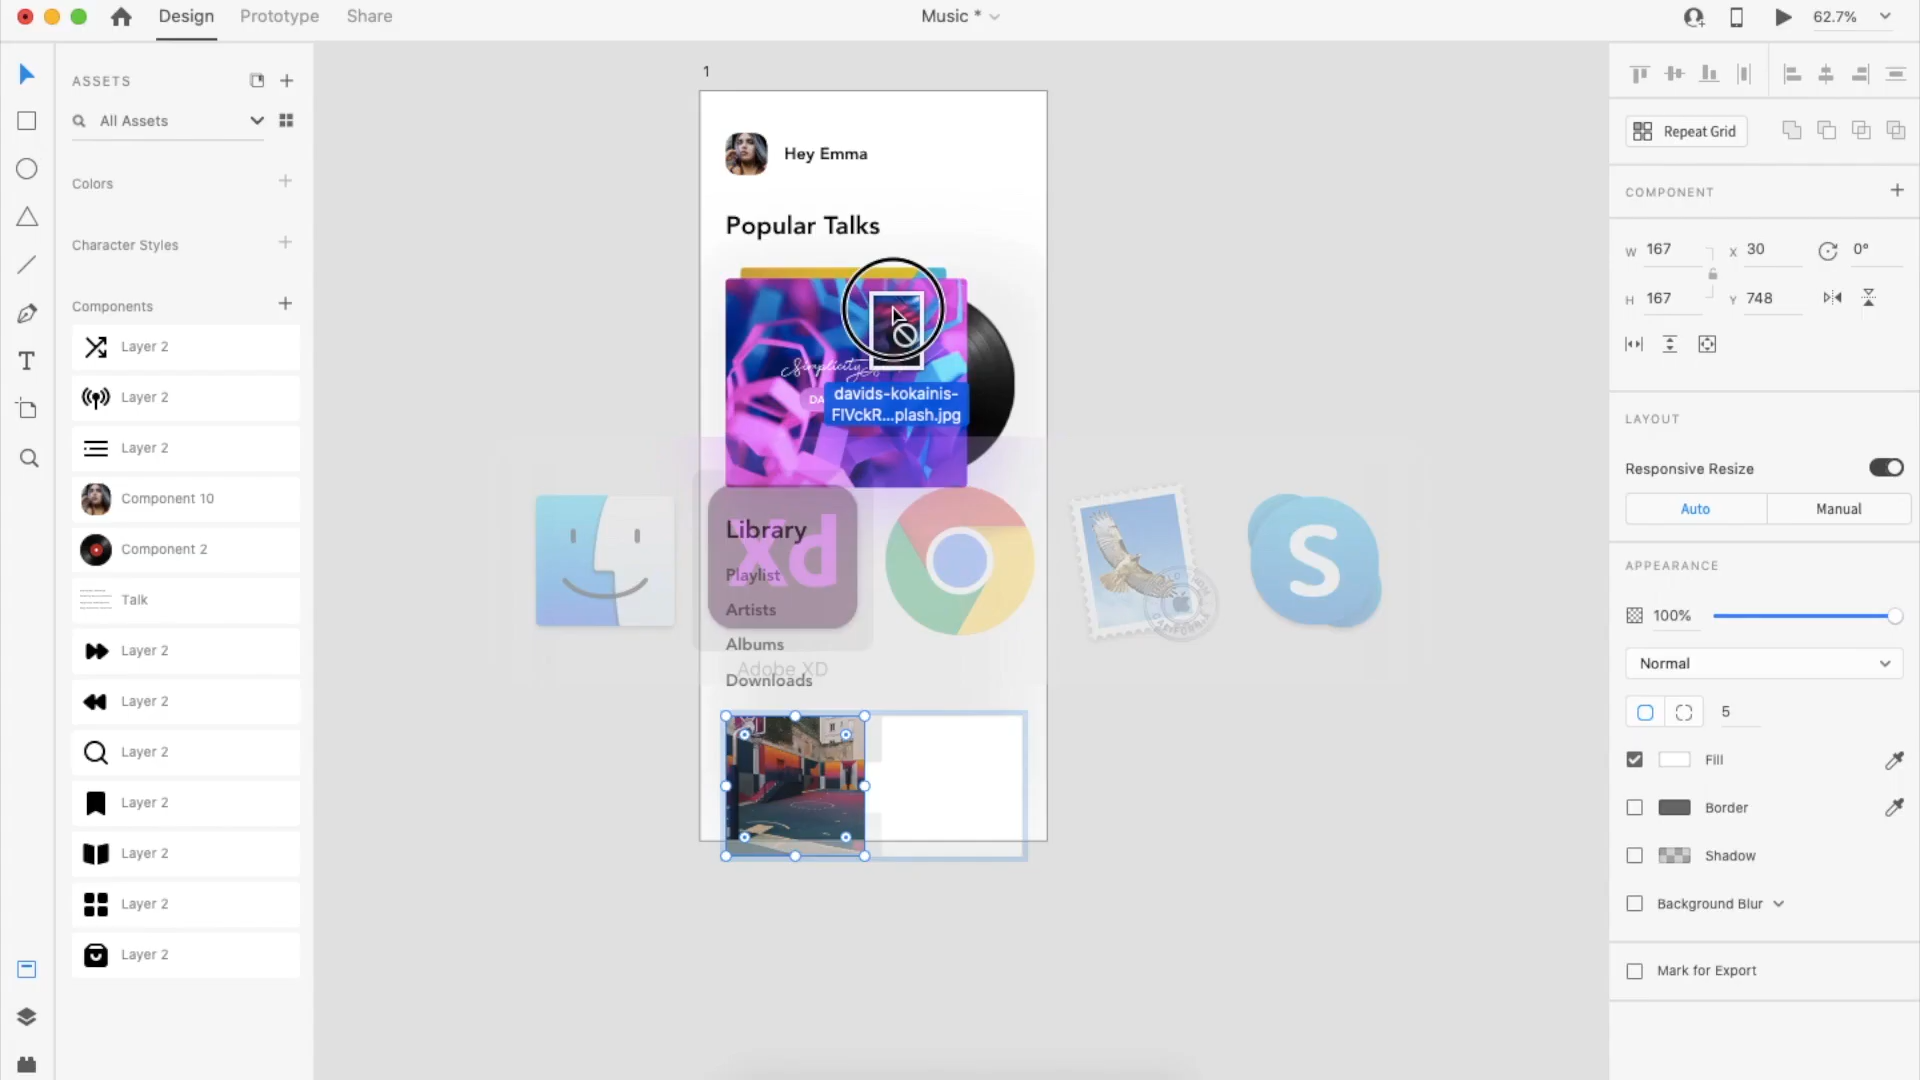 Design
Prototype
Share
Music *
62.7%
ASSETS
All Assets
Colors
Character Styles
Components
Layer 2
Layer 2
Layer 2
Component 10
Component 2
Talk
Layer 2
Layer 2
Layer 2
Layer 2
Layer 2
Layer 2
Layer 2
1
Hey Emma
Popular Talks
Simplicity
DA
davids-kokainis-
FlVckR...plash.jpg
Library
Xd
Playlist
Artists
Albums
Adobe XD
Downloads
S
Repeat Grid
COMPONENT
W 167
X 30
0°
H 167
Y 748
LAYOUT
Responsive Resize
Auto
Manual
APPEARANCE
100%
Normal
5
Fill
Border
Shadow
Background Blur
Mark for Export